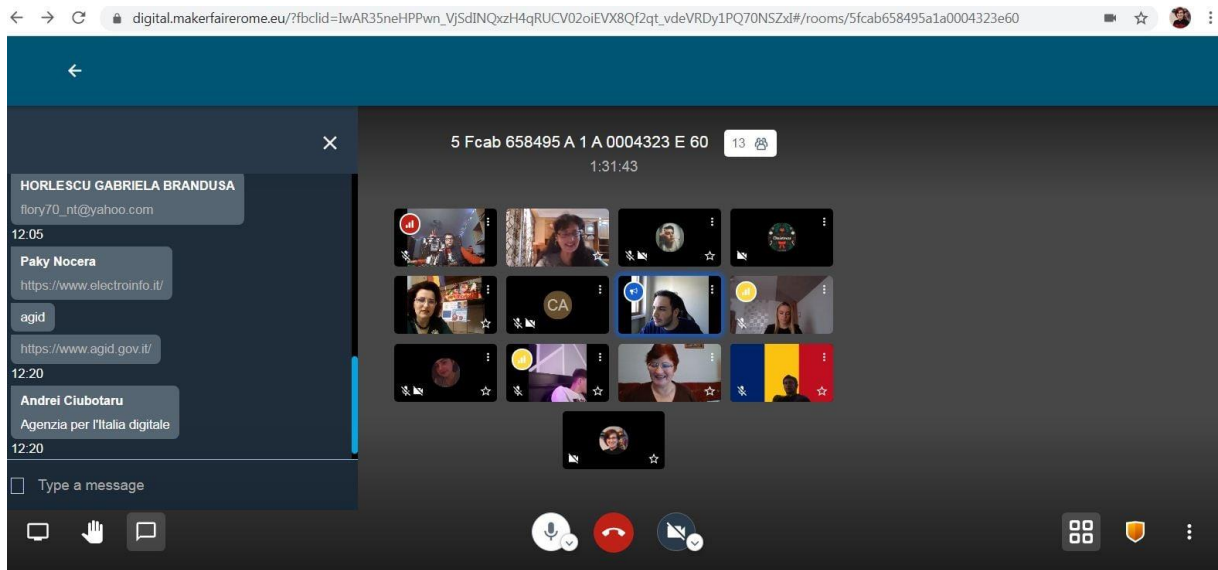 digital.makerfairerome.eu/?fbclid=IwAR35neHPPwn_VjSdINQxzH4qRUCV02oiEVX8Qf2qt_vdeVRDy1PQ70NSZxI#/rooms/5fcab658495a1a0004323e60
5 Fcab 658495 A 1 A 0004323 E 60
13
1:31:43
HORLESCU GABRIELA BRANDUSA
flory70_nt@yahoo.com
12:05
Paky Nocera
https://www.electroinfo.it/
agid
https://www.agid.gov.it/
12:20
Andrei Ciubotaru
Agenzia per l'Italia digitale
12:20
Type a message
CA